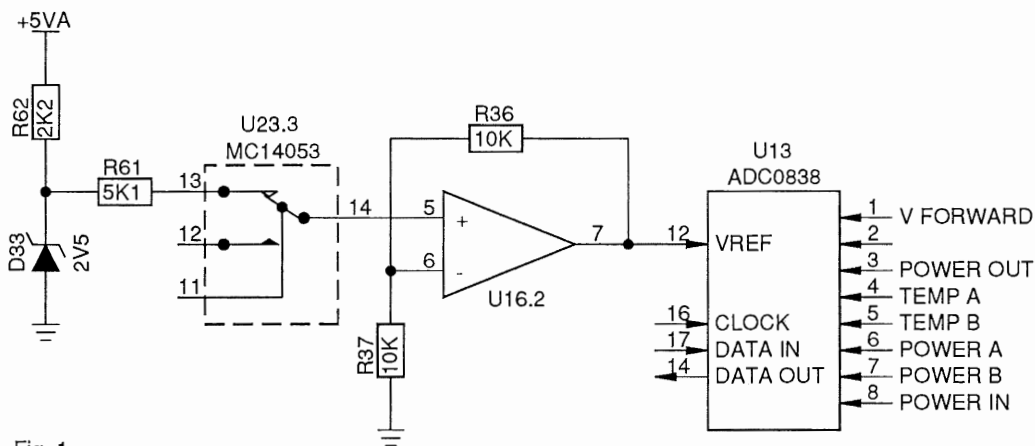 +5VA
R62
2K2
R61
5K1
D33
2V5
U23.3
MC14053
13
12
11
14
R36
10K
5
+
6
-
7
U16.2
R37
10K
U13
ADC0838
12
VREF
16
CLOCK
17
DATA IN
14
DATA OUT
1
V FORWARD
2
3
POWER OUT
4
TEMP A
5
TEMP B
6
POWER A
7
POWER B
8
POWER IN